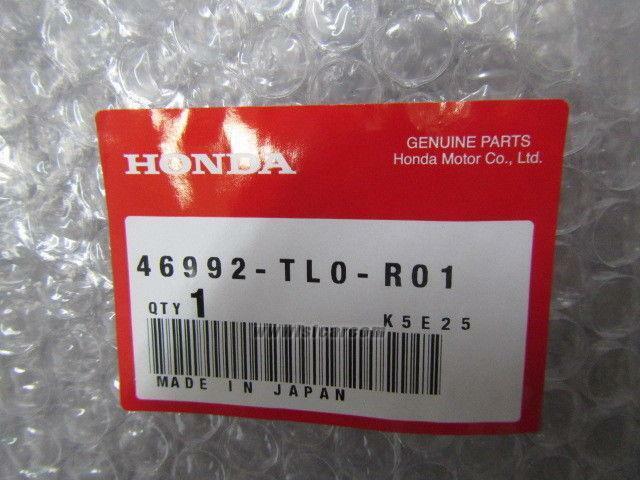 HONDA
GENUINE PARTS
Honda Motor Co., Ltd.
46992-TL0-R01
QTY 1
K5E25
MADE IN JAPAN